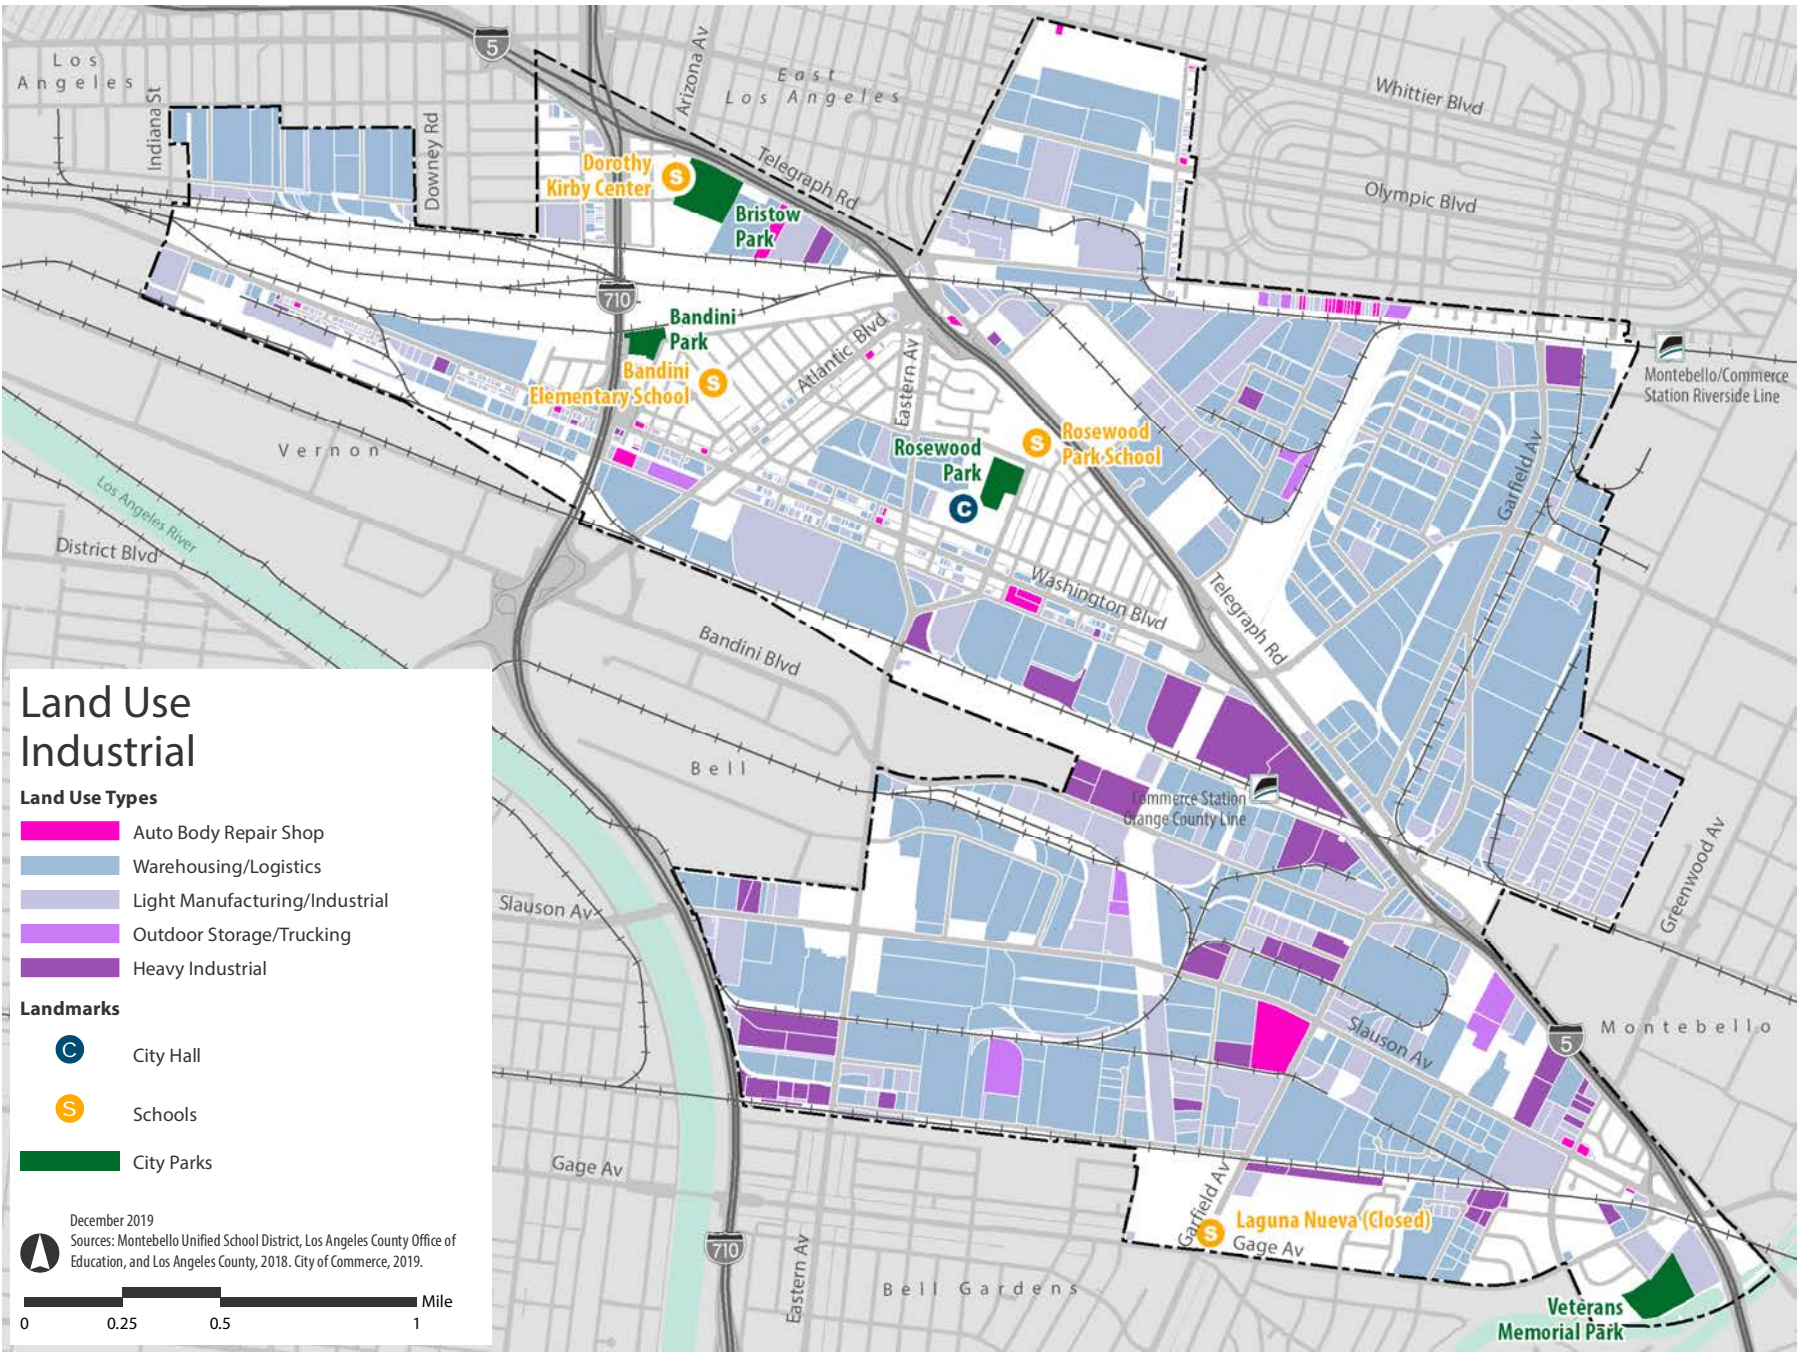 Los
Angeles
Indiana St
Downey Rd
5
Arizona Av
East
Los Angeles
Telegraph Rd
Whittier Blvd
Olympic Blvd
Dorothy
Kirby Center
S
Bristow
Park
710
Bandini
Park
Bandini
Elementary School
S
Atlantic Blvd
Eastern Av
Rosewood
Park
C
S
Rosewood
Park School
Montebello/Commerce
Station Riverside Line
Garfield Av
Vernon
Los Angeles River
District Blvd
Washington Blvd
Telegraph Rd
Bandini Blvd
Bell
Commerce Station
Orange County Line
Greenwood Av
Slauson Av
Slauson Av
5
Montebello
Gage Av
710
Eastern Av
Bell Gardens
Garfield Av
S
Laguna Nueva (Closed)
Gage Av
Veterans
Memorial Park
Land Use
Industrial
Land Use Types
Auto Body Repair Shop
Warehousing/Logistics
Light Manufacturing/Industrial
Outdoor Storage/Trucking
Heavy Industrial
Landmarks
C City Hall
S Schools
City Parks
December 2019
Sources: Montebello Unified School District, Los Angeles County Office of
Education, and Los Angeles County, 2018. City of Commerce, 2019.
Mile
0 0.25 0.5 1